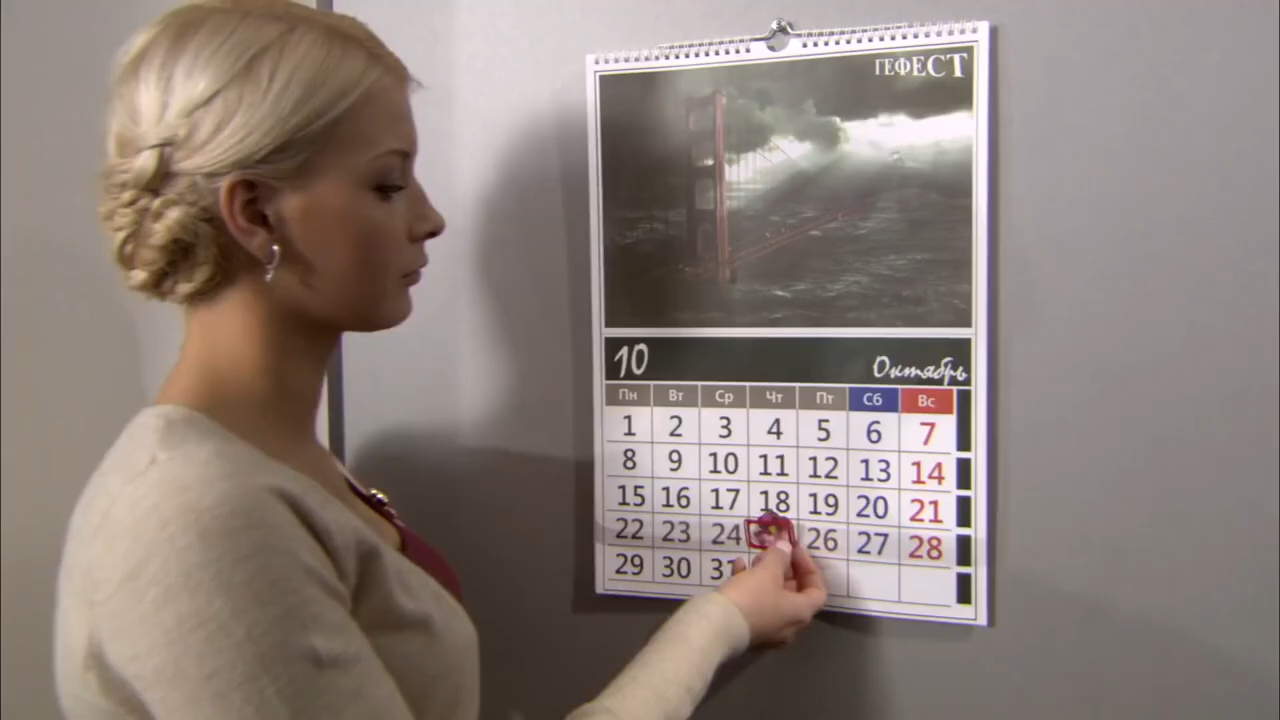 ГЕФЕСТ
10 Октябрь
Пн Вт Ср Чт Пт Сб Вс
1 2 3 4 5 6 7
8 9 10 11 12 13 14
15 16 17 18 19 20 21
22 23 24 26 27 28
29 30 31